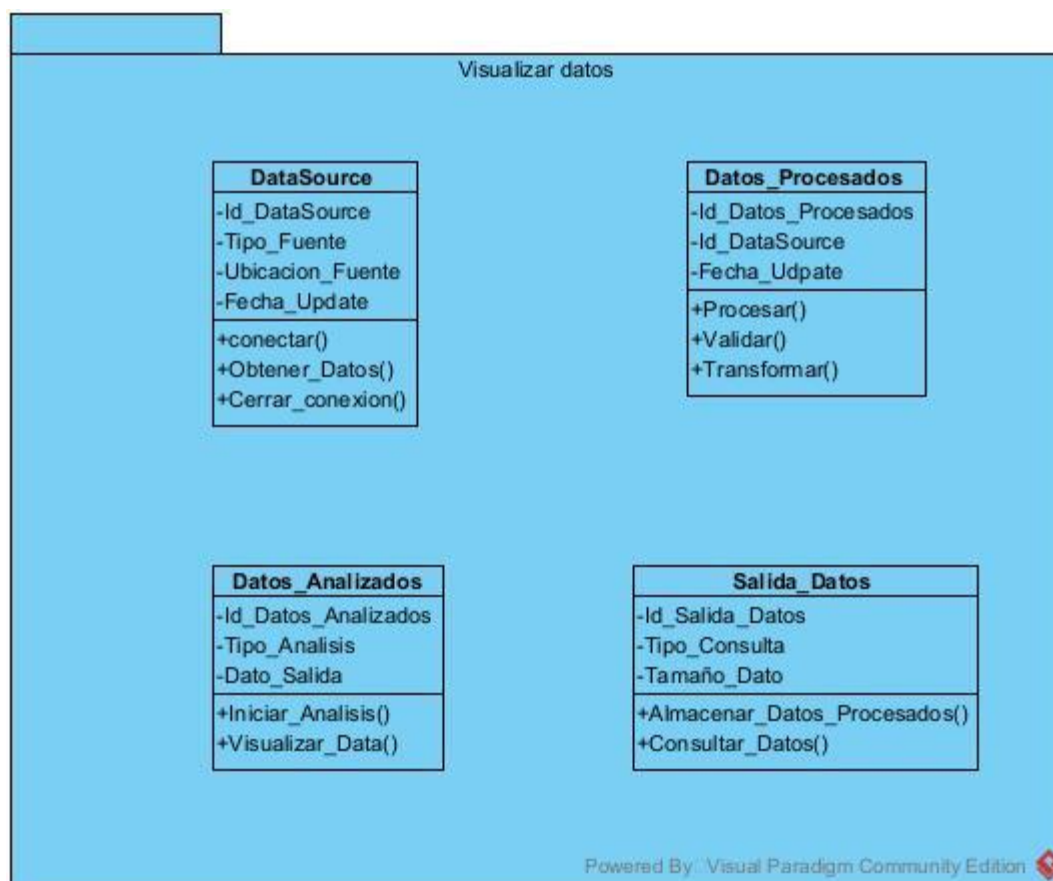 Visualizar datos
DataSource
-Id_DataSource
-Tipo_Fuente
-Ubicacion_Fuente
-Fecha_Update
+conectar()
+Obtener_Datos()
+Cerrar_conexion()
Datos_Procesados
-Id_Datos_Procesados
-Id_DataSource
-Fecha_Udpate
+Procesar()
+Validar()
+Transformar()
Datos_Analizados
-Id_Datos_Analizados
-Tipo_Analisis
-Dato_Salida
+Iniciar_Analisis()
+Visualizar_Data()
Salida_Datos
-Id_Salida_Datos
-Tipo_Consulta
-Tamaño_Dato
+Almacenar_Datos_Procesados()
+Consultar_Datos()
Powered By Visual Paradigm Community Edition